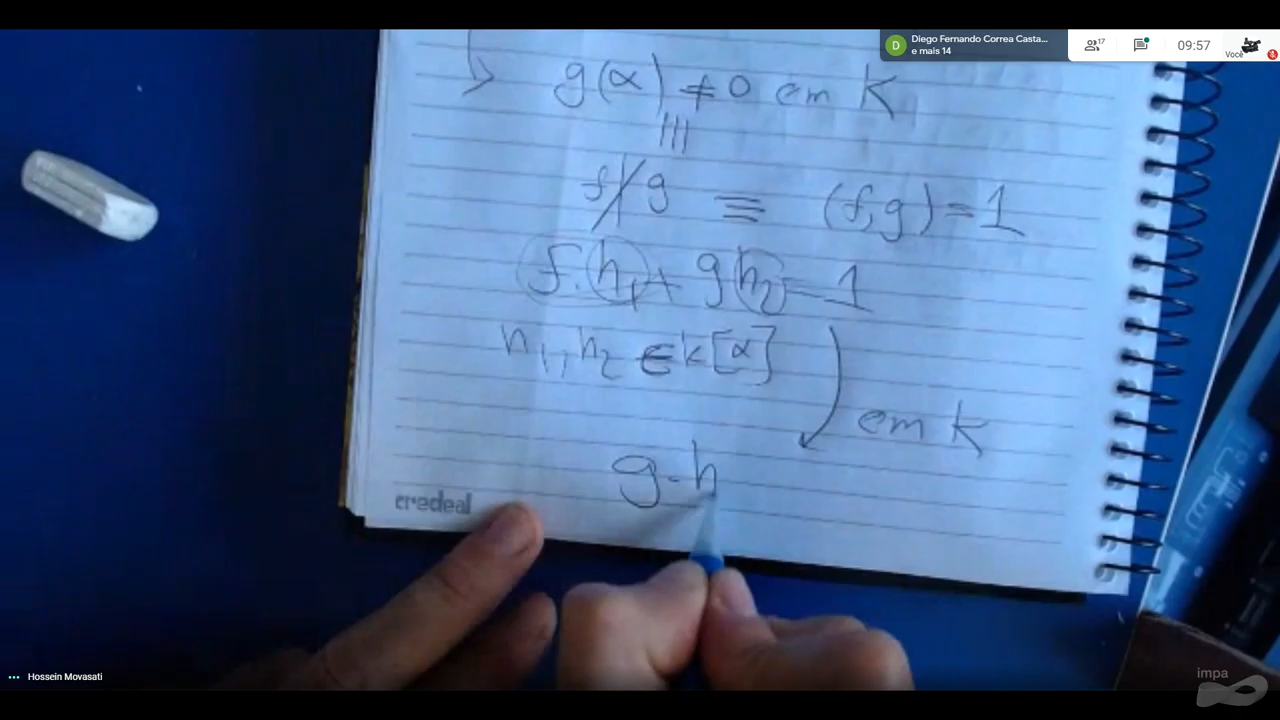 Diego Fernando Correa Casta...
e mais 14
17
09:57
Você
g(α) ≠ 0 em K
|||
f ∤ g ≡ (f,g) = 1
f.h₁ + g h₂ = 1
h₁, h₂ ∈ k[α]
em K
g.h
credeal
Hossein Movasati
impa